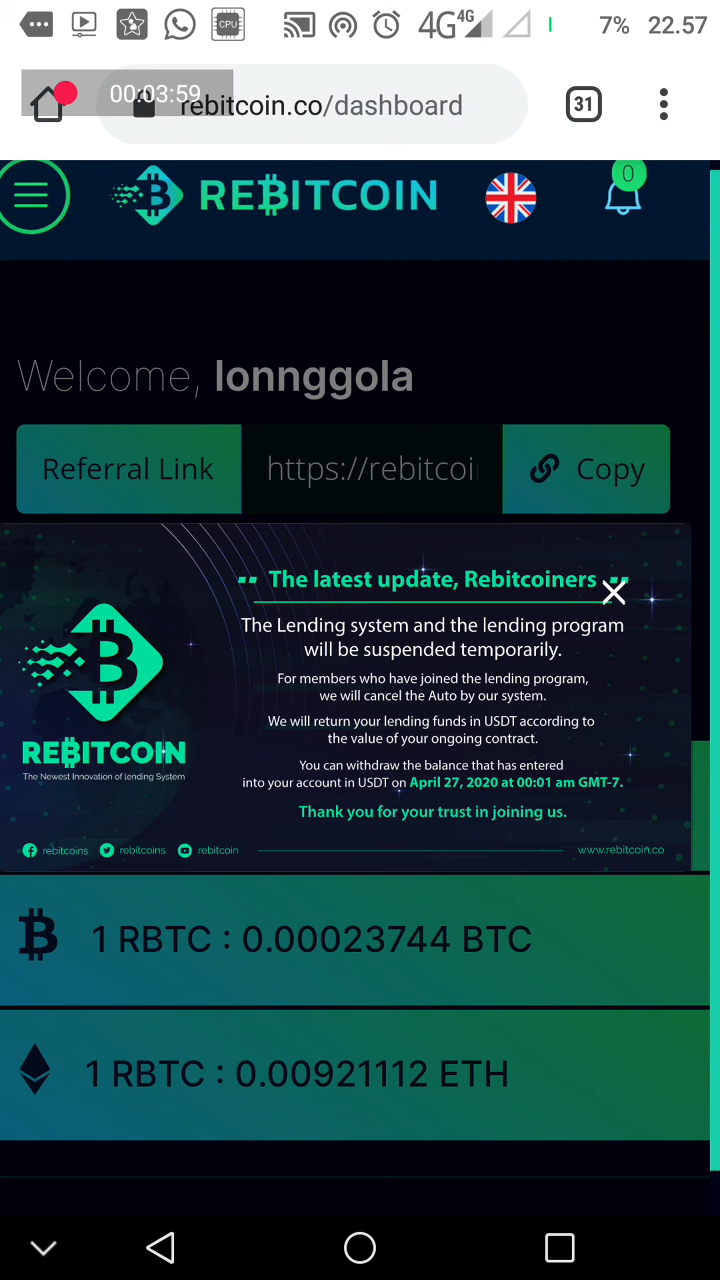 CPU 4G 4G 7% 22.57
00:03:59
rebitcoin.co/dashboard 31
REBITCOIN 0
Welcome, lonnggola
Referral Link https://rebitcoi Copy
The latest update, Rebitcoiners
The Lending system and the lending program
will be suspended temporarily.
For members who have joined the lending program,
we will cancel the Auto by our system.
We will return your lending funds in USDT according to
the value of your ongoing contract.
You can withdraw the balance that has entered
into your account in USDT on April 27, 2020 at 00:01 am GMT-7.
Thank you for your trust in joining us.
REBITCOIN
The Newest Innovation of lending System
rebitcoins rebitcoins rebitcoin www.rebitcoin.co
1 RBTC : 0.00023744 BTC
1 RBTC : 0.00921112 ETH